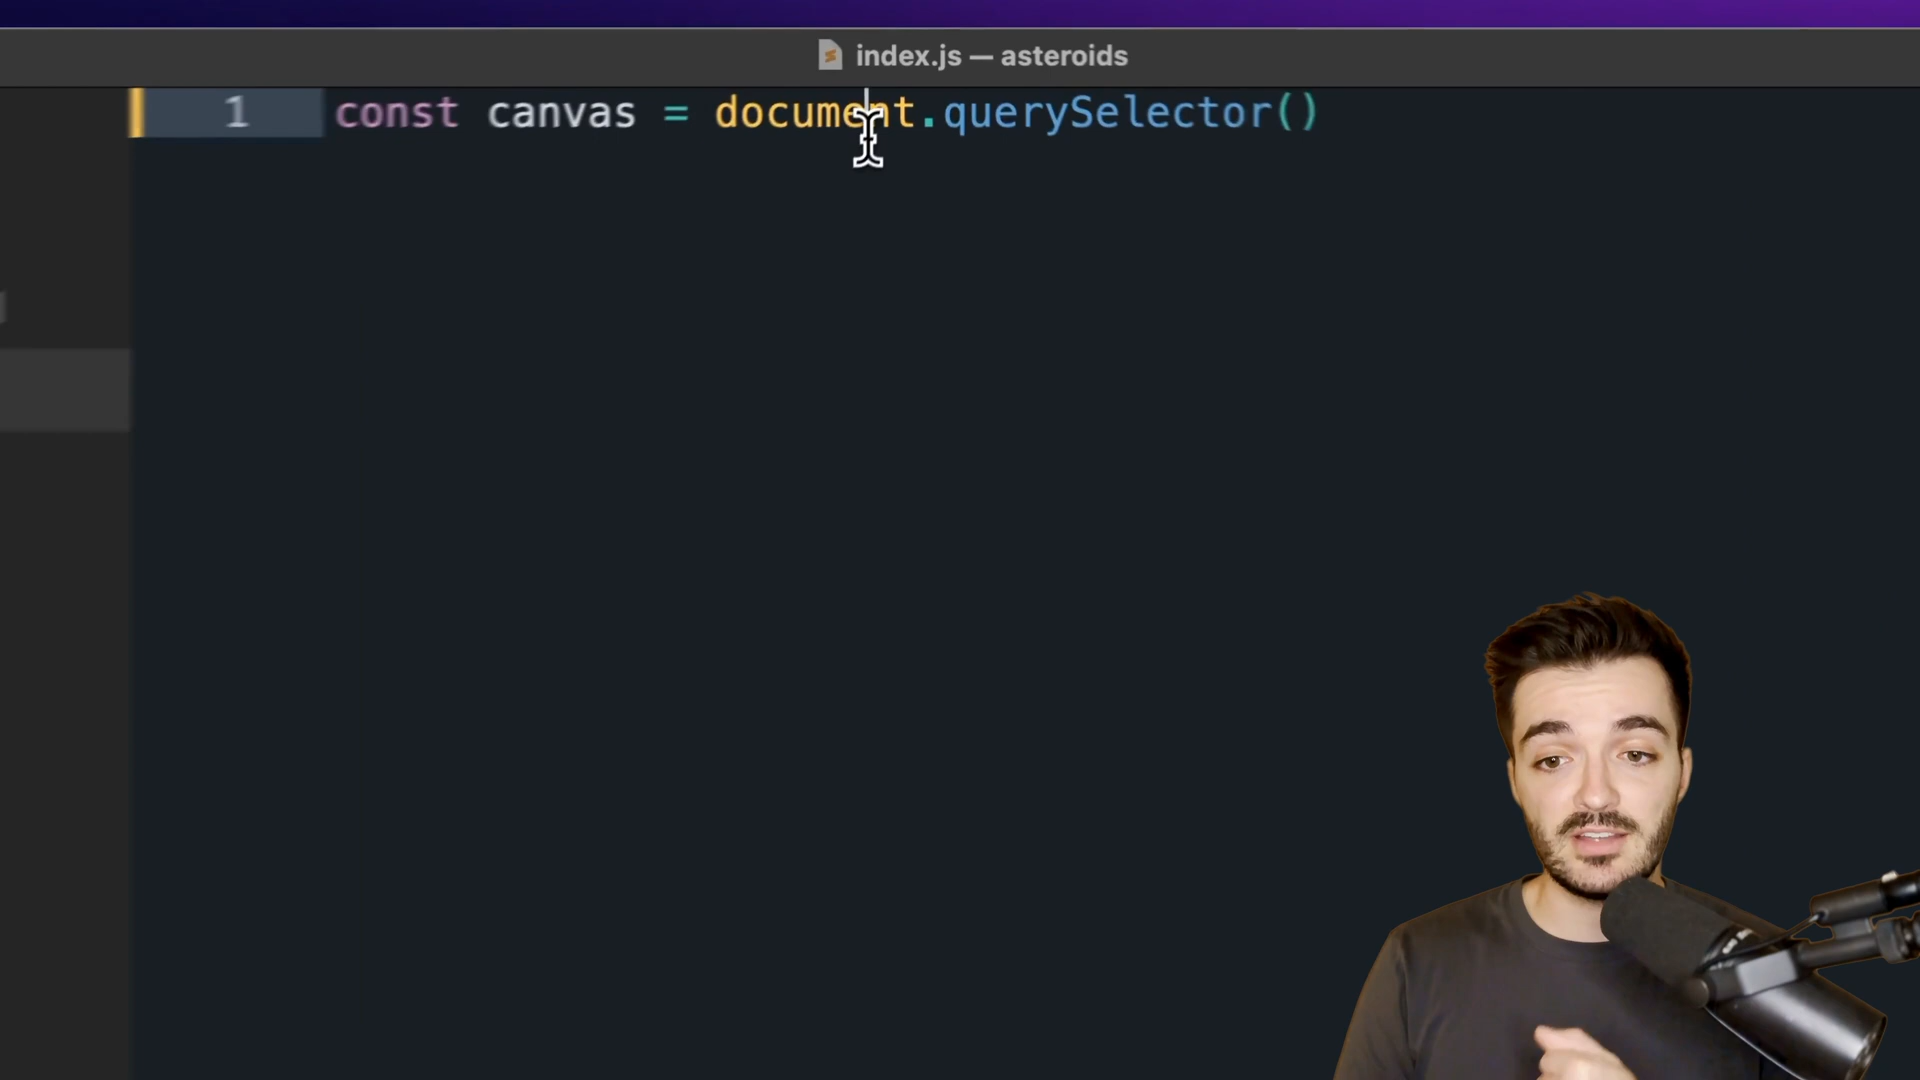 index.js — asteroids
1 const canvas = document.querySelector()